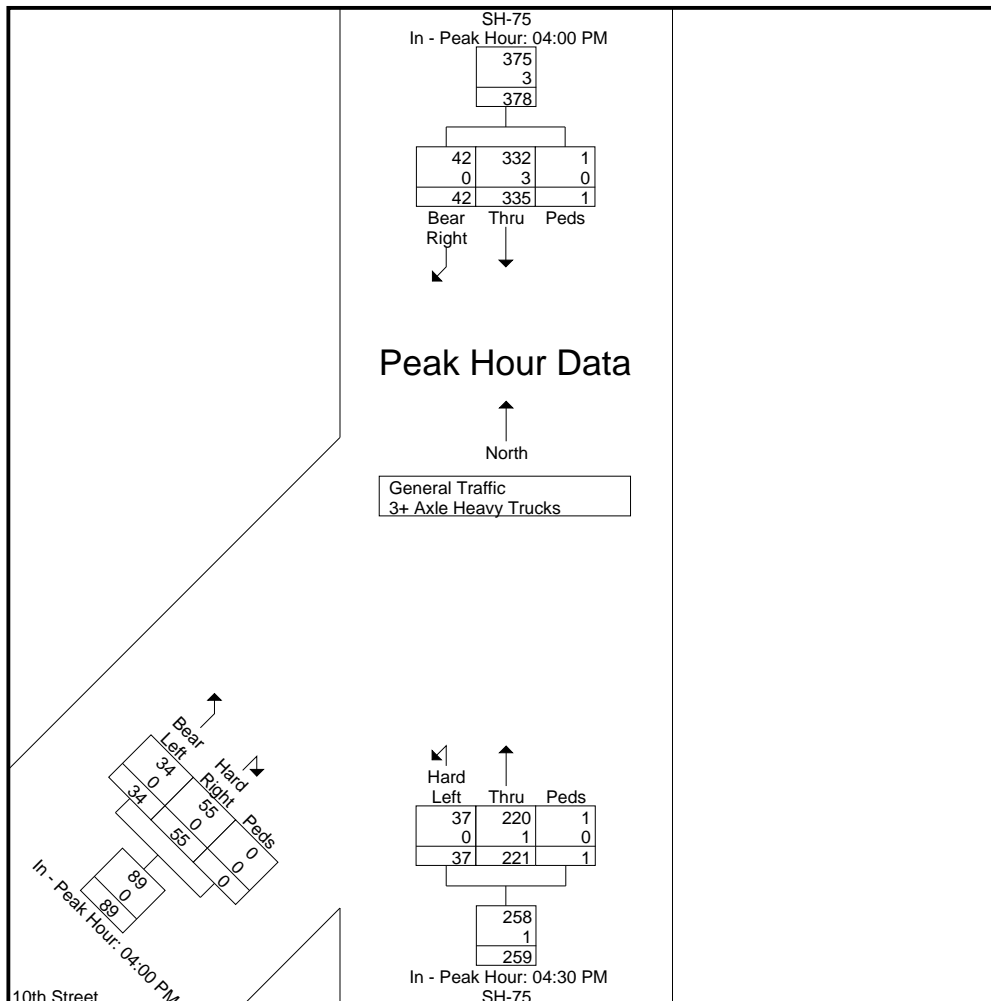 SH-75
In - Peak Hour: 04:00 PM
375
3
378
42 332 1
0 3 0
42 335 1
Bear Right Thru Peds
Peak Hour Data
North
General Traffic
3+ Axle Heavy Trucks
Bear Left Hard Right Peds
34 55 0
0 0 0
34 55 0
89
0
89
In - Peak Hour: 04:00 PM
10th Street
Hard Left Thru Peds
37 220 1
0 1 0
37 221 1
258
1
259
In - Peak Hour: 04:30 PM
SH-75